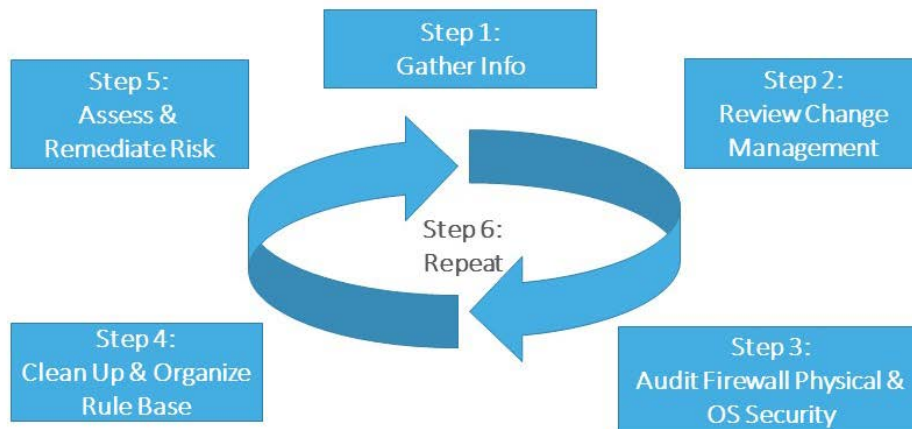 Step 1:
Gather Info
Step 2:
Review Change
Management
Step 3:
Audit Firewall Physical &
OS Security
Step 4:
Clean Up & Organize
Rule Base
Step 5:
Assess &
Remediate Risk
Step 6:
Repeat